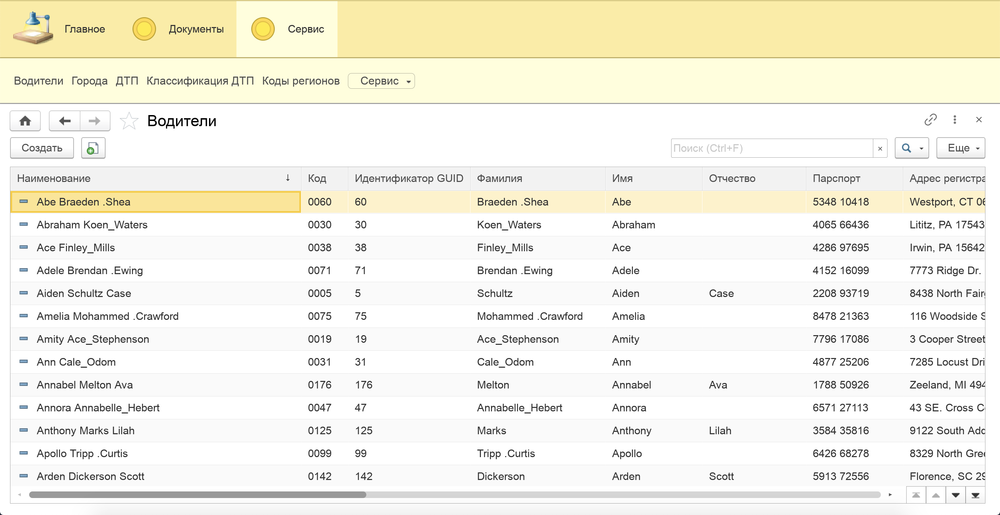 Главное Документы Сервис
Водители Города ДТП Классификация ДТП Коды регионов Сервис
Водители
Создать Поиск (Ctrl+F) × Еще
Наименование ↓ Код Идентификатор GUID Фамилия Имя Отчество Парспорт Адрес регистра
Abe Braeden .Shea 0060 60 Braeden .Shea Abe 5348 10418 Westport, CT 06
Abraham Koen_Waters 0030 30 Koen_Waters Abraham 4065 66436 Lititz, PA 17543
Ace Finley_Mills 0038 38 Finley_Mills Ace 4286 97695 Irwin, PA 15642
Adele Brendan .Ewing 0071 71 Brendan .Ewing Adele 4152 16099 7773 Ridge Dr.
Aiden Schultz Case 0005 5 Schultz Aiden Case 2208 93719 8438 North Fair
Amelia Mohammed .Crawford 0075 75 Mohammed .Crawford Amelia 8478 21363 116 Woodside S
Amity Ace_Stephenson 0019 19 Ace_Stephenson Amity 7796 17086 3 Cooper Street
Ann Cale_Odom 0031 31 Cale_Odom Ann 4877 25206 7285 Locust Dri
Annabel Melton Ava 0176 176 Melton Annabel Ava 1788 50926 Zeeland, MI 494
Annora Annabelle_Hebert 0047 47 Annabelle_Hebert Annora 6571 27113 43 SE. Cross C
Anthony Marks Lilah 0125 125 Marks Anthony Lilah 3584 35816 9122 South Add
Apollo Tripp .Curtis 0099 99 Tripp .Curtis Apollo 6426 68278 8329 North Gree
Arden Dickerson Scott 0142 142 Dickerson Arden Scott 5913 72556 Florence, SC 29